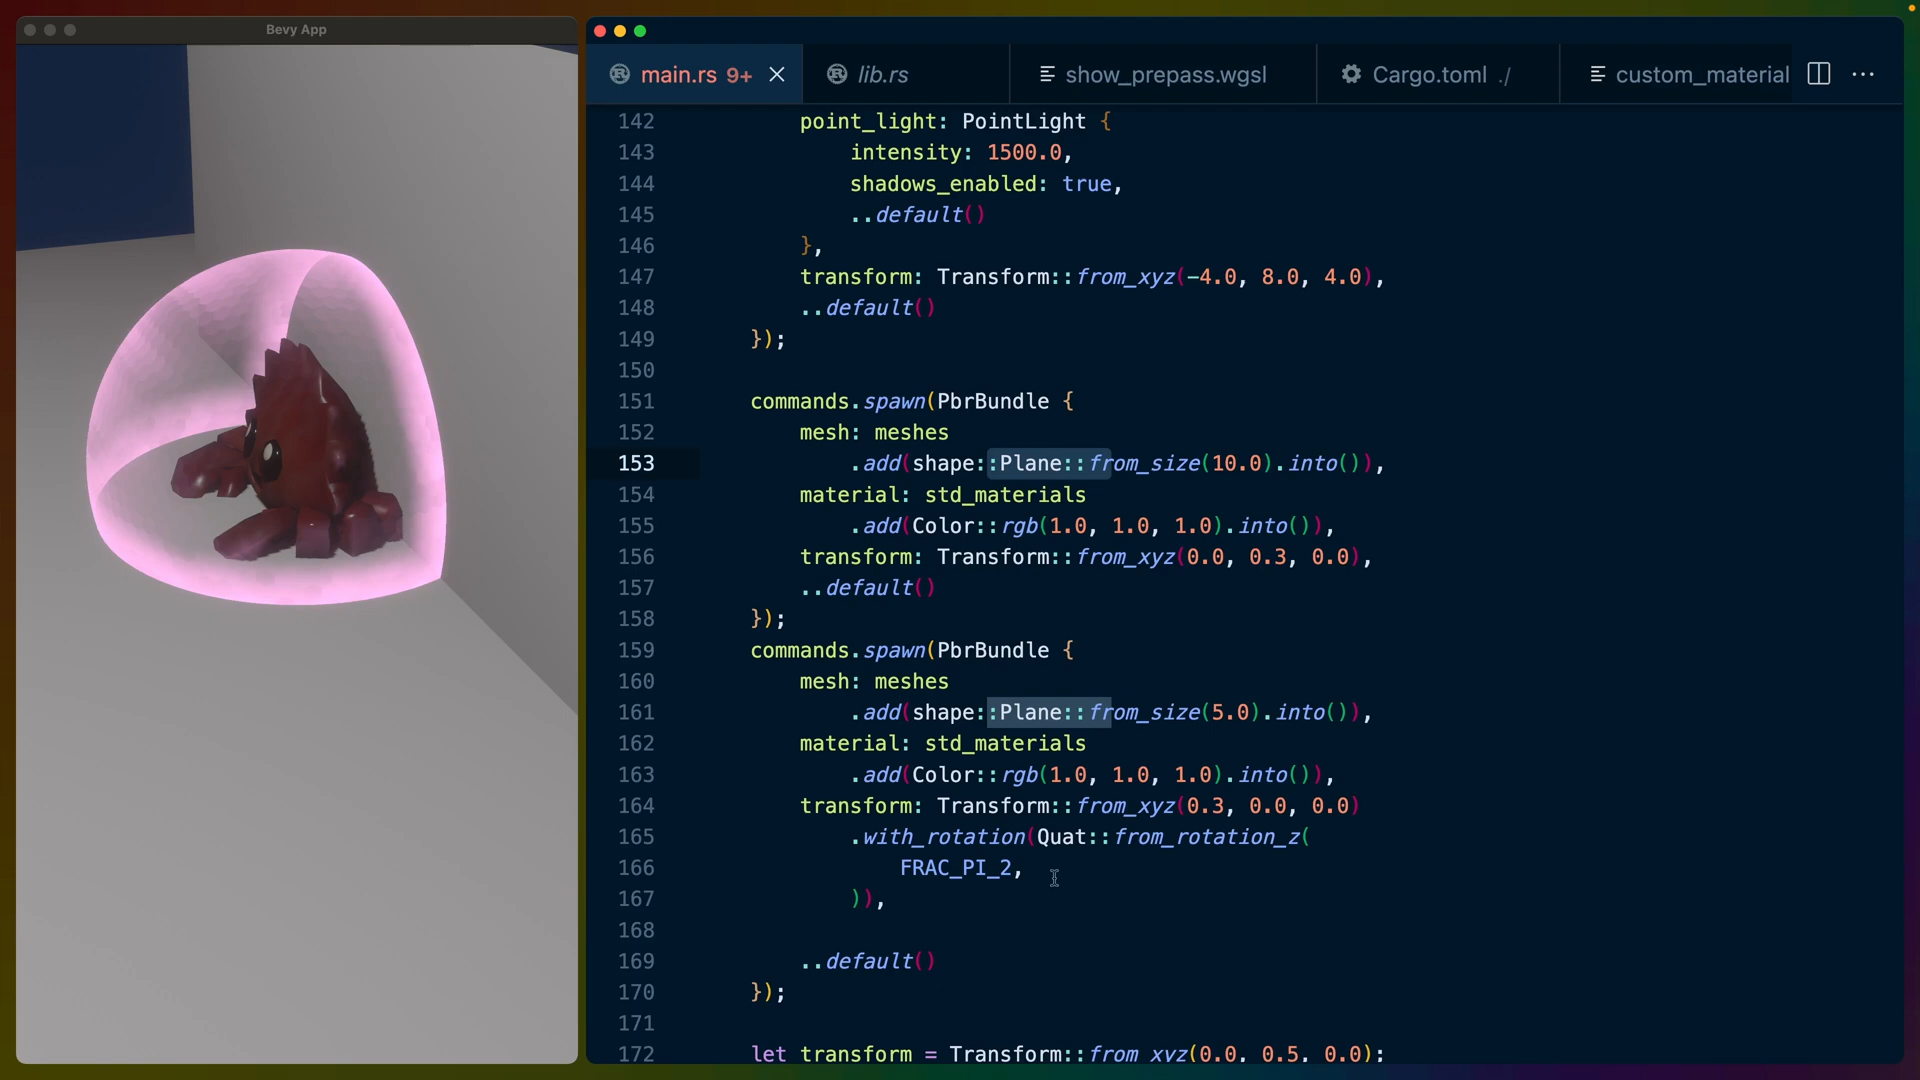 Bevy App
main.rs 9+
lib.rs
show_prepass.wgsl
Cargo.toml ./
custom_material
142 point_light: PointLight {
143 intensity: 1500.0,
144 shadows_enabled: true,
145 ..default()
146 },
147 transform: Transform::from_xyz(-4.0, 8.0, 4.0),
148 ..default()
149 });
150
151 commands.spawn(PbrBundle {
152 mesh: meshes
153 .add(shape::Plane::from_size(10.0).into()),
154 material: std_materials
155 .add(Color::rgb(1.0, 1.0, 1.0).into()),
156 transform: Transform::from_xyz(0.0, 0.3, 0.0),
157 ..default()
158 });
159 commands.spawn(PbrBundle {
160 mesh: meshes
161 .add(shape::Plane::from_size(5.0).into()),
162 material: std_materials
163 .add(Color::rgb(1.0, 1.0, 1.0).into()),
164 transform: Transform::from_xyz(0.3, 0.0, 0.0)
165 .with_rotation(Quat::from_rotation_z(
166 FRAC_PI_2,
167 )),
168
169 ..default()
170 });
171
172 let transform = Transform::from_xyz(0.0, 0.5, 0.0);